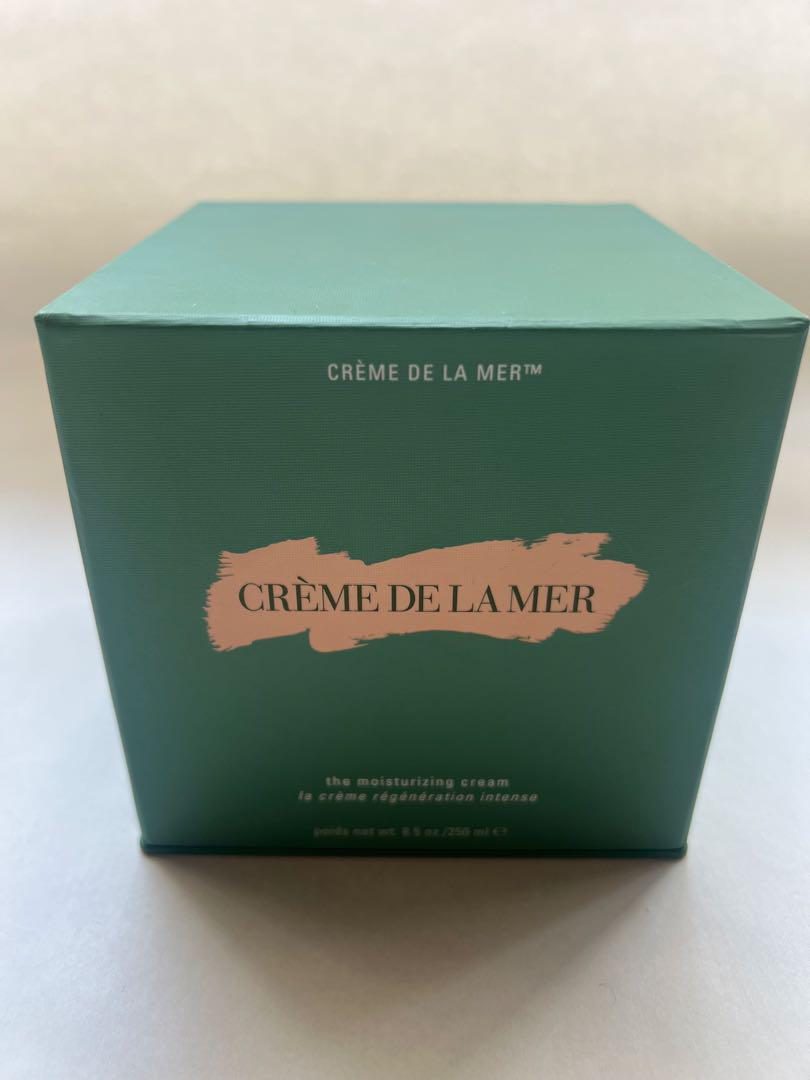 CRÈME DE LA MER™
CRÈME DE LA MER
the moisturizing cream
la crème régénération intense
poids net wt. 8.5 oz./250 ml ℮